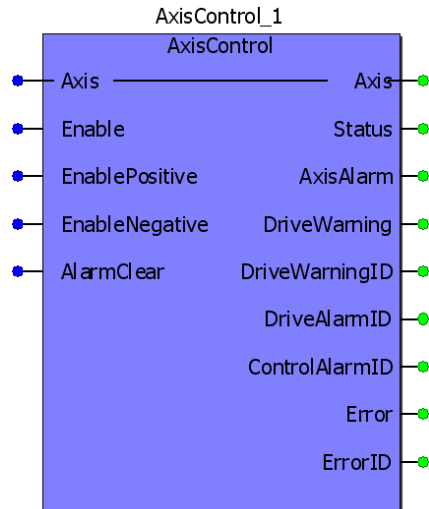 AxisControl_1
AxisControl
Axis Axis
Enable Status
EnablePositive AxisAlarm
EnableNegative DriveWarning
AlarmClear DriveWarningID
DriveAlarmID
ControlAlarmID
Error
ErrorID